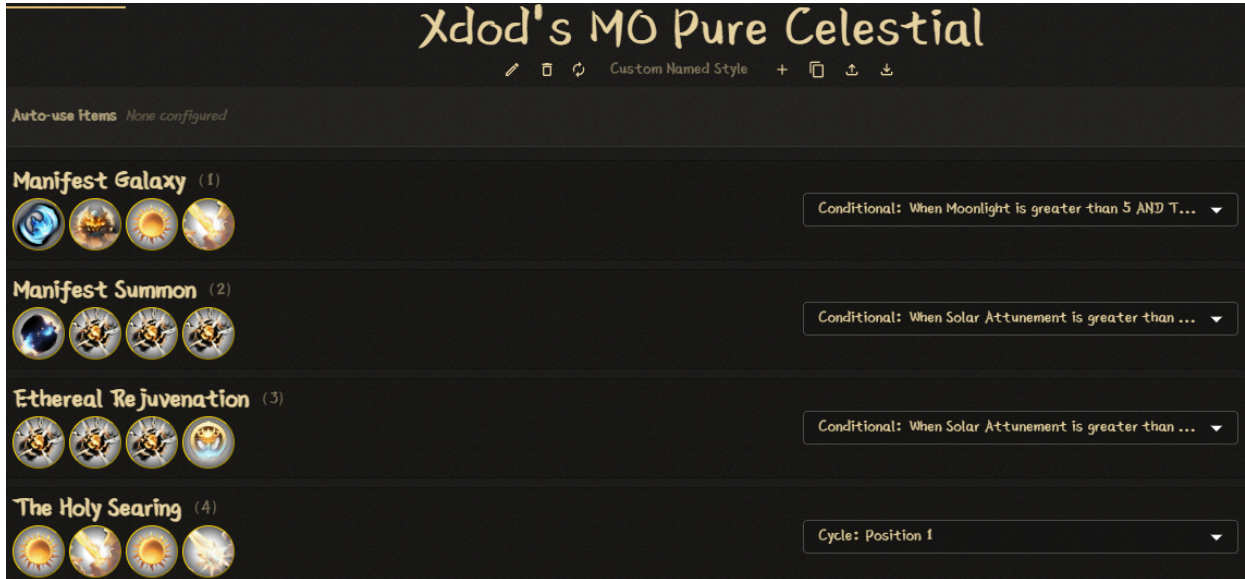 Xdod's MO Pure Celestial
Custom Named Style
Auto-use items None configured
Manifest Galaxy (1)
Conditional: When Moonlight is greater than 5 AND T...
Manifest Summon (2)
Conditional: When Solar Attunement is greater than ...
Ethereal Rejuvenation (3)
Conditional: When Solar Attunement is greater than ...
The Holy Searing (4)
Cycle: Position 1